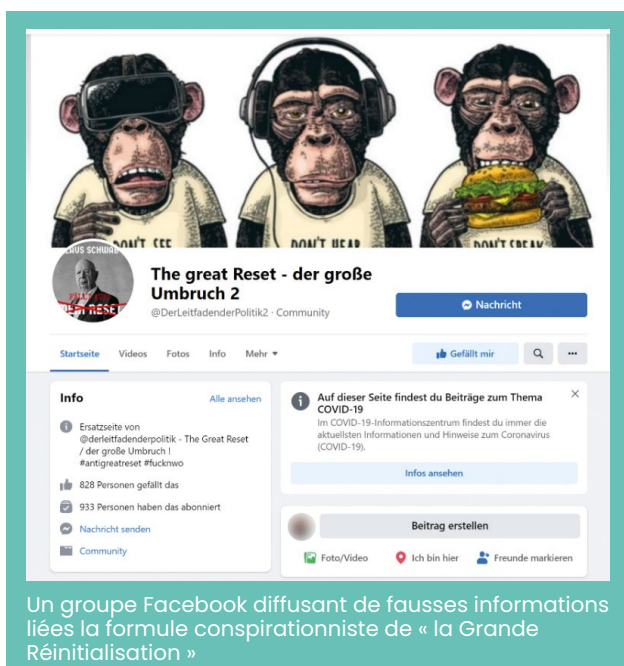 DON'T SEE
DON'T HEAR
DON'T SPEAK
KLAUS SCHWAB
RESET
The great Reset - der große
Umbruch 2
@DerLeitfadenderPolitik2 · Community
Nachricht
Startseite Videos Fotos Info Mehr
Gefällt mir
Info
Alle ansehen
Ersatzseite von
@derleitfadenderpolitik - The Great Reset
/ der große Umbruch !
#antigreatreset #fucknwo
828 Personen gefällt das
933 Personen haben das abonniert
Nachricht senden
Community
Auf dieser Seite findest du Beiträge zum Thema
COVID-19
Im COVID-19-Informationszentrum findest du immer die
aktuellsten Informationen und Hinweise zum Coronavirus
(COVID-19).
Infos ansehen
Beitrag erstellen
Foto/Video Ich bin hier Freunde markieren
Un groupe Facebook diffusant de fausses informations
liées la formule conspirationniste de « la Grande
Réinitialisation »